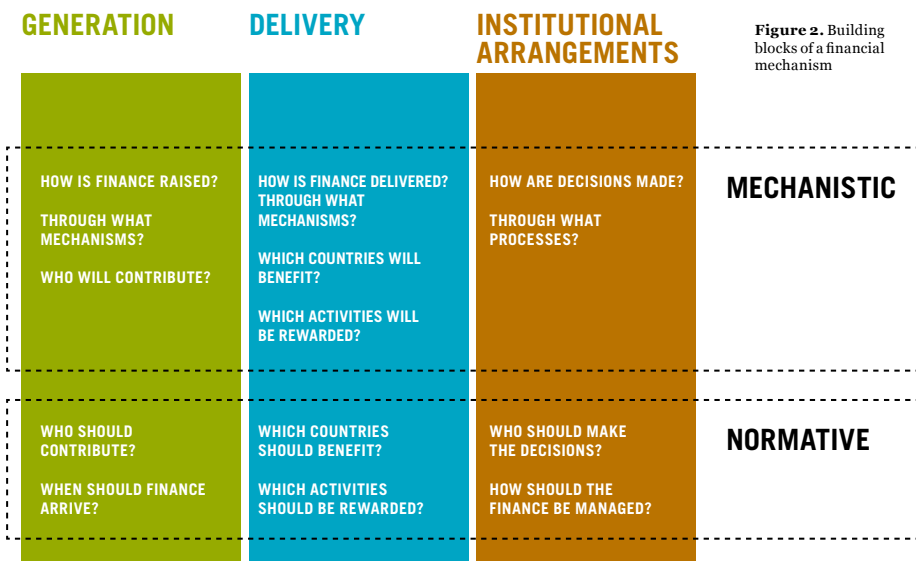 GENERATION
DELIVERY
INSTITUTIONAL
ARRANGEMENTS
Figure 2. Building
blocks of a financial
mechanism
HOW IS FINANCE RAISED?
THROUGH WHAT
MECHANISMS?
WHO WILL CONTRIBUTE?
HOW IS FINANCE DELIVERED?
THROUGH WHAT
MECHANISMS?
WHICH COUNTRIES WILL
BENEFIT?
WHICH ACTIVITIES WILL
BE REWARDED?
HOW ARE DECISIONS MADE?
THROUGH WHAT
PROCESSES?
MECHANISTIC
WHO SHOULD
CONTRIBUTE?
WHEN SHOULD FINANCE
ARRIVE?
WHICH COUNTRIES
SHOULD BENEFIT?
WHICH ACTIVITIES
SHOULD BE REWARDED?
WHO SHOULD MAKE
THE DECISIONS?
HOW SHOULD THE
FINANCE BE MANAGED?
NORMATIVE